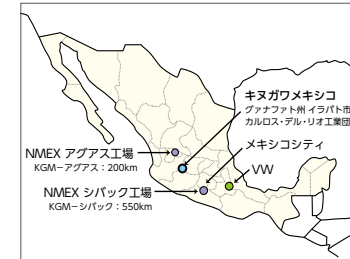 キヌガワメキシコ
グァナファト州 イラパト市
カルロス・デル・リオ工業団
メキシコシティ
NMEX アグアス工場
KGM－アグアス：200km
VW
NMEX シバック工場
KGM－シバック：550km